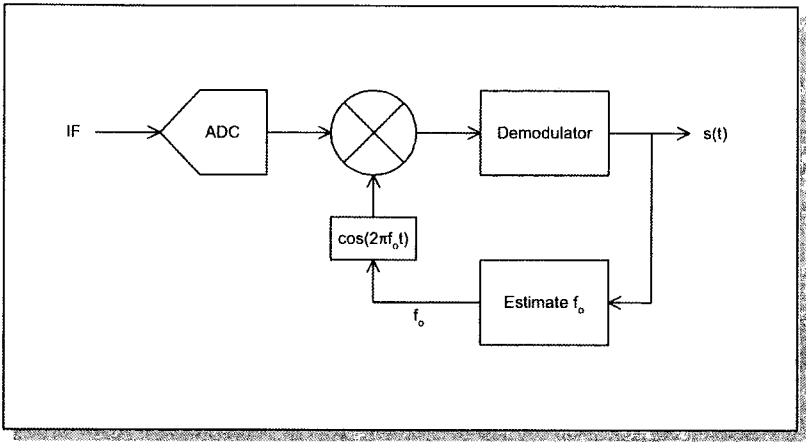 IF
ADC
Demodulator
s(t)
cos(2πfₒt)
Estimate fₒ
fₒ